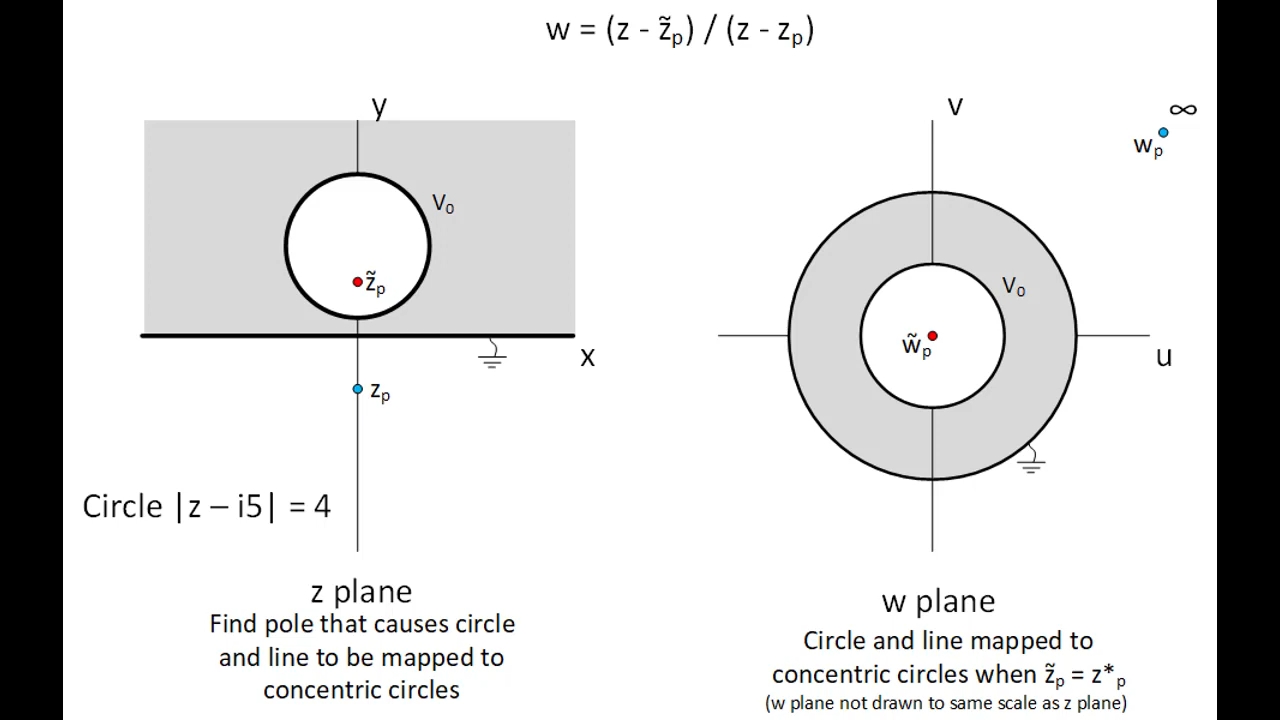 w = (z - z̃ₚ) / (z - zₚ)
y
V₀
z̃ₚ
x
zₚ
Circle |z – i5| = 4
z plane
Find pole that causes circle
and line to be mapped to
concentric circles
v
∞
wₚ
V₀
w̃ₚ
u
w plane
Circle and line mapped to
concentric circles when z̃ₚ = z*ₚ
(w plane not drawn to same scale as z plane)